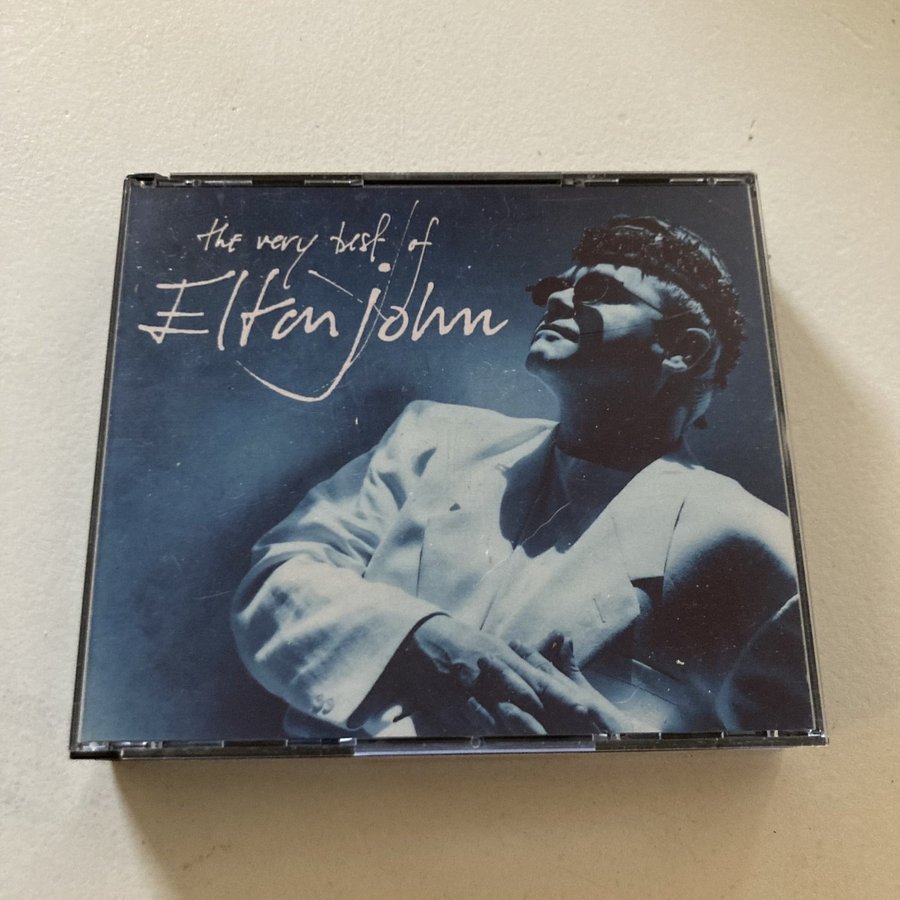 the very best of
Elton john